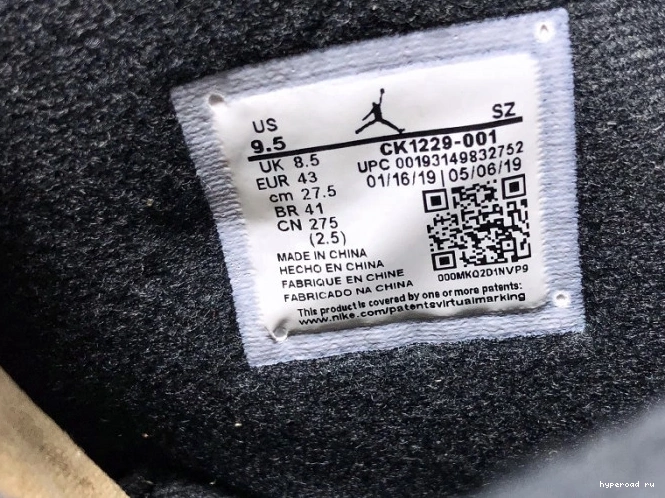 US SZ
9.5 CK1229-001
UK 8.5 UPC 00193149832752
EUR 43 01/16/19 | 05/06/19
cm 27.5
BR 41
CN 275
(2.5)
000MKQ2D1NVP9
MADE IN CHINA
HECHO EN CHINA
FABRIQUE EN CHINE
FABRICADO NA CHINA
This product is covered by one or more patents:
www.nike.com/patentsvirtualmarking
hyperoad ru